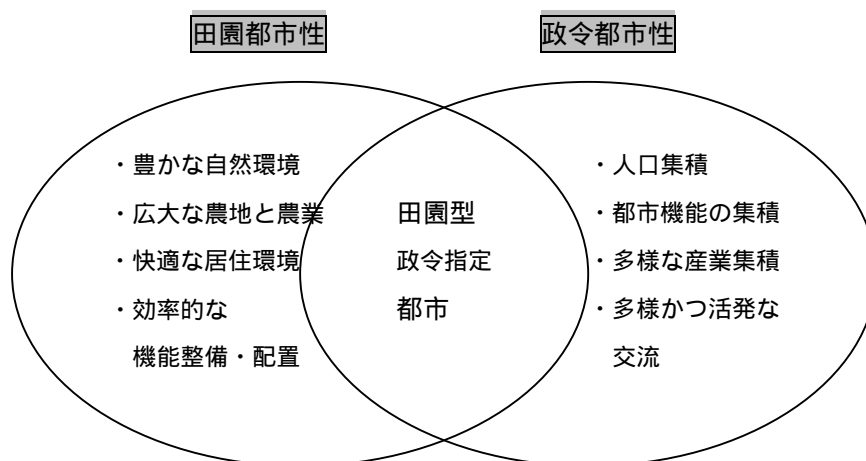 田園都市性
政令都市性
・豊かな自然環境
・広大な農地と農業
・快適な居住環境
・効率的な
機能整備・配置
田園型
政令指定
都市
・人口集積
・都市機能の集積
・多様な産業集積
・多様かつ活発な
交流